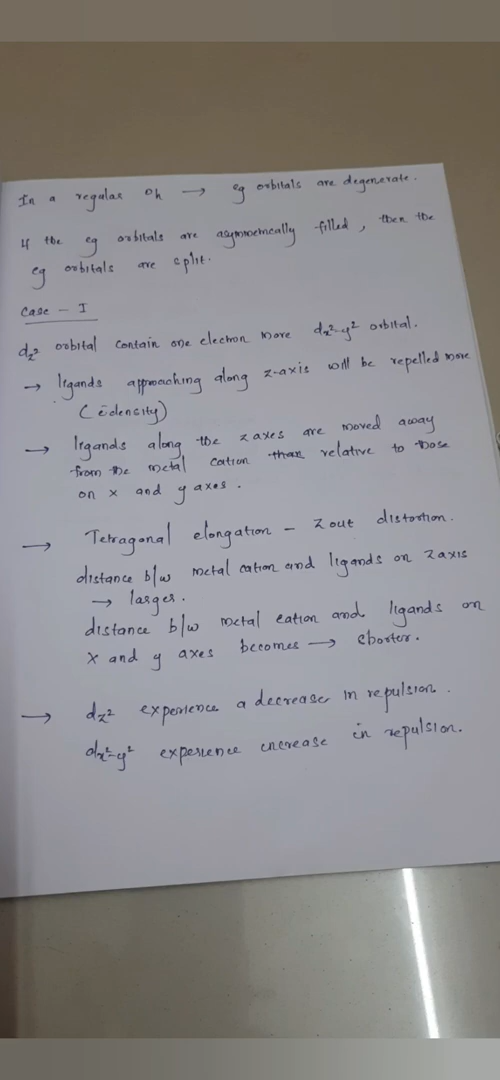 In a regular Oh → eg orbitals are degenerate.
If the eg orbitals are asymmetrically filled, then the
eg orbitals are split.
Case - I
dz² orbital contain one electron more dx²-y² orbital.
→ ligands approaching along z-axis will be repelled more
(ēdensity)
→ ligands along the z axes are moved away
from the metal cation than relative to those
on x and y axes.
→ Tetragonal elongation - z out distortion.
distance b/w metal cation and ligands on z axis
→ larger.
distance b/w metal cation and ligands on
x and y axes becomes → shorter.
→ dz² experience a decrease in repulsion.
dx²-y² experience increase in repulsion.